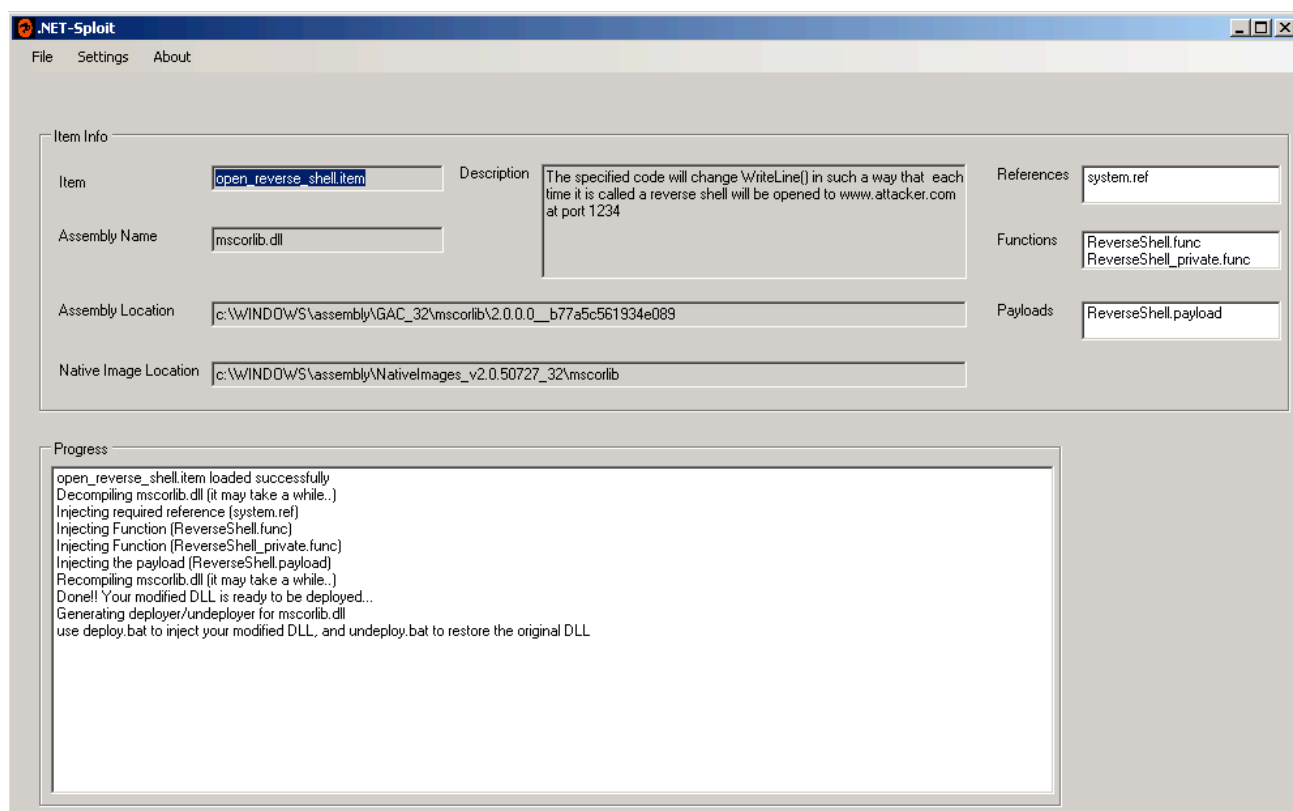 .NET-Sploit
File Settings About
Item Info
Item
open_reverse_shell.item
Description
The specified code will change WriteLine() in such a way that each
time it is called a reverse shell will be opened to www.attacker.com
at port 1234
References
system.ref
Assembly Name
mscorlib.dll
Functions
ReverseShell.func
ReverseShell_private.func
Assembly Location
c:\WINDOWS\assembly\GAC_32\mscorlib\2.0.0.0__b77a5c561934e089
Payloads
ReverseShell.payload
Native Image Location
c:\WINDOWS\assembly\NativeImages_v2.0.50727_32\mscorlib
Progress
open_reverse_shell.item loaded successfully
Decompiling mscorlib.dll (it may take a while..)
Injecting required reference (system.ref)
Injecting Function (ReverseShell.func)
Injecting Function (ReverseShell_private.func)
Injecting the payload (ReverseShell.payload)
Recompiling mscorlib.dll (it may take a while..)
Done!! Your modified DLL is ready to be deployed...
Generating deployer/undeployer for mscorlib.dll
use deploy.bat to inject your modified DLL, and undeploy.bat to restore the original DLL